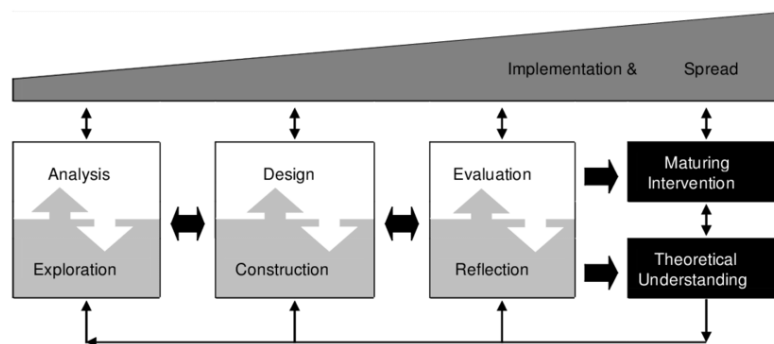 Implementation & Spread
Analysis
Design
Evaluation
Maturing
Intervention
Exploration
Construction
Reflection
Theoretical
Understanding